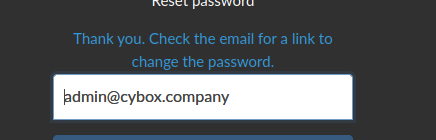 Reset password
Thank you. Check the email for a link to
change the password.
admin@cybox.company